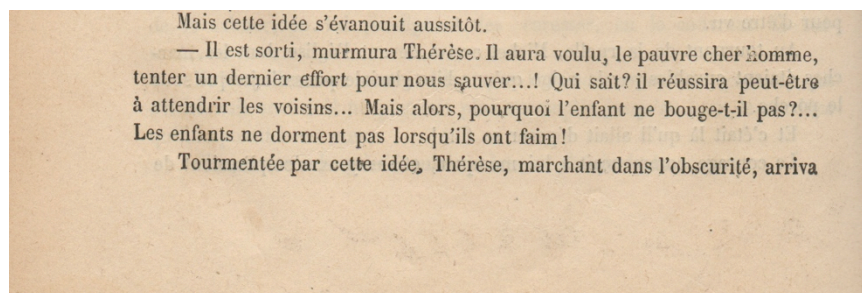 Mais cette idée s'évanouit aussitôt.
— Il est sorti, murmura Thérèse. Il aura voulu, le pauvre cher homme,
tenter un dernier effort pour nous sauver...! Qui sait? il réussira peut-être
à attendrir les voisins... Mais alors, pourquoi l'enfant ne bouge-t-il pas?...
Les enfants ne dorment pas lorsqu'ils ont faim!
Tourmentée par cette idée, Thérèse, marchant dans l'obscurité, arriva